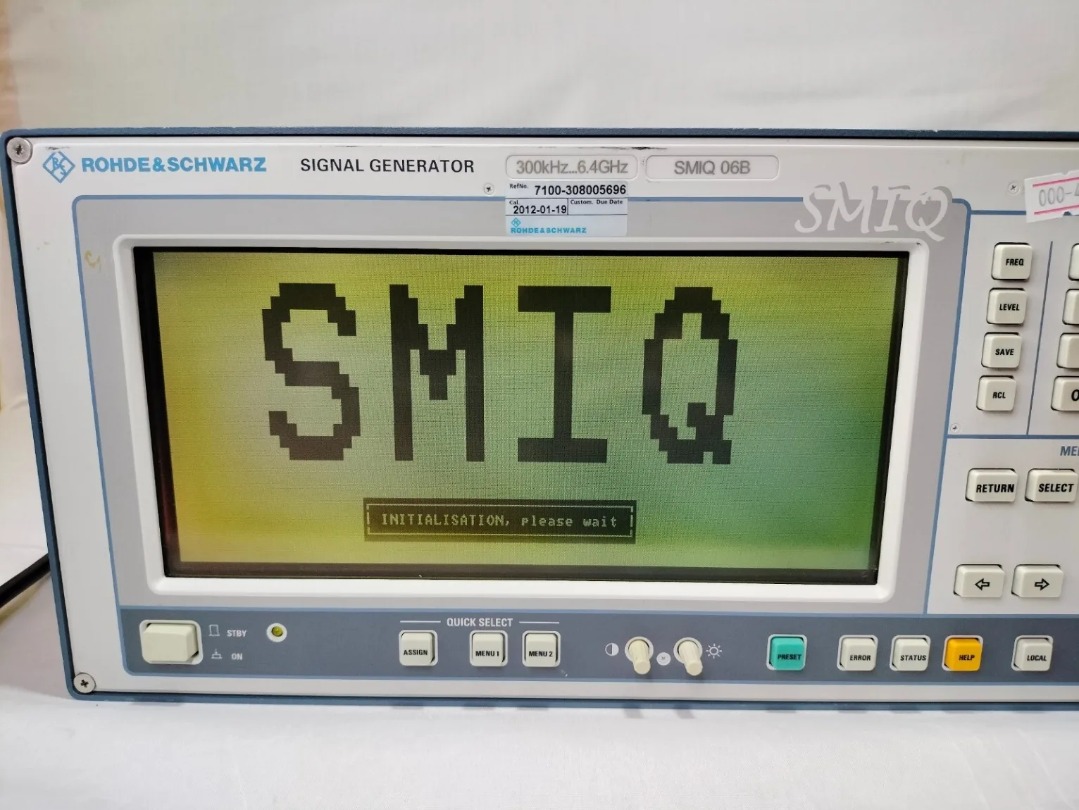 ROHDE&SCHWARZ SIGNAL GENERATOR 300kHz...6.4GHz SMIQ 06B
RefNo. 7100-308005696
Cal. Custom. Due Date
2012-01-19
ROHDE&SCHWARZ
SMIQ
000-
SMIQ
INITIALISATION, please wait
FREQ
LEVEL
SAVE
RCL
RETURN SELECT
STBY
ON
QUICK SELECT
ASSIGN MENU 1 MENU 2
PRESET ERROR STATUS HELP LOCAL